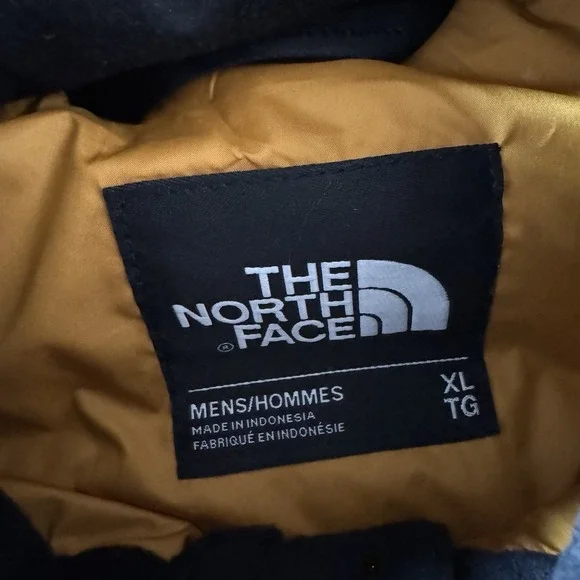 THE
NORTH
FACE
®
MENS/HOMMES
MADE IN INDONESIA
FABRIQUÉ EN INDONÉSIE
XL
TG